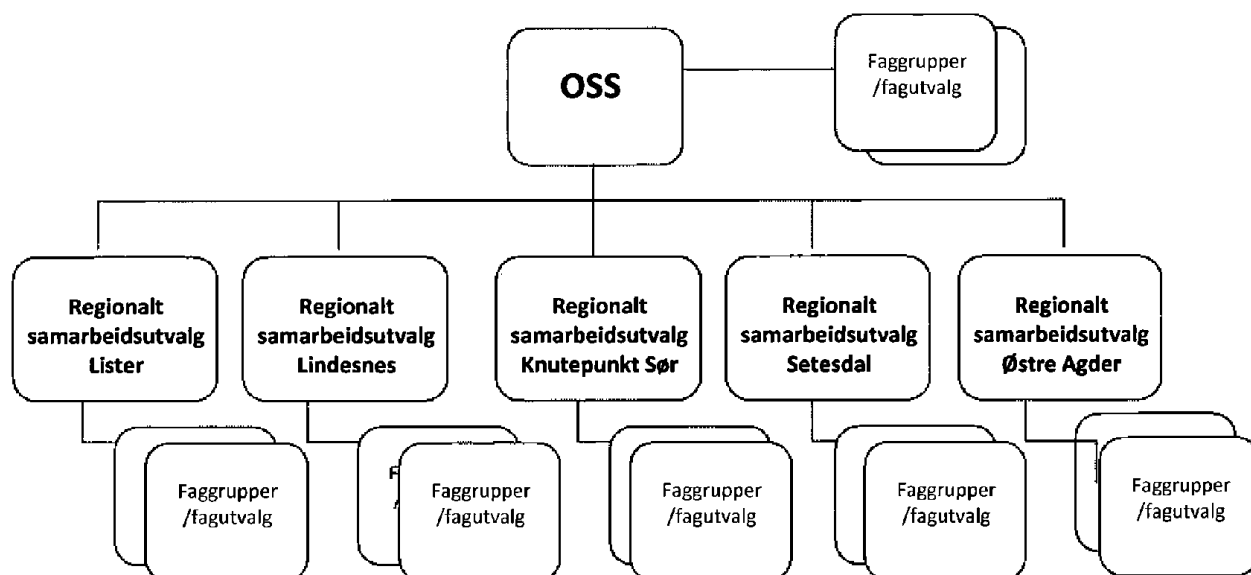 OSS
Faggrupper
/fagutvalg
Regionalt
samarbeidsutvalg
Lister
Regionalt
samarbeidsutvalg
Lindesnes
Regionalt
samarbeidsutvalg
Knutepunkt Sør
Regionalt
samarbeidsutvalg
Setesdal
Regionalt
samarbeidsutvalg
Østre Agder
Faggrupper
/fagutvalg
Faggrupper
/fagutvalg
Faggrupper
/fagutvalg
Faggrupper
/fagutvalg
Faggrupper
/fagutvalg